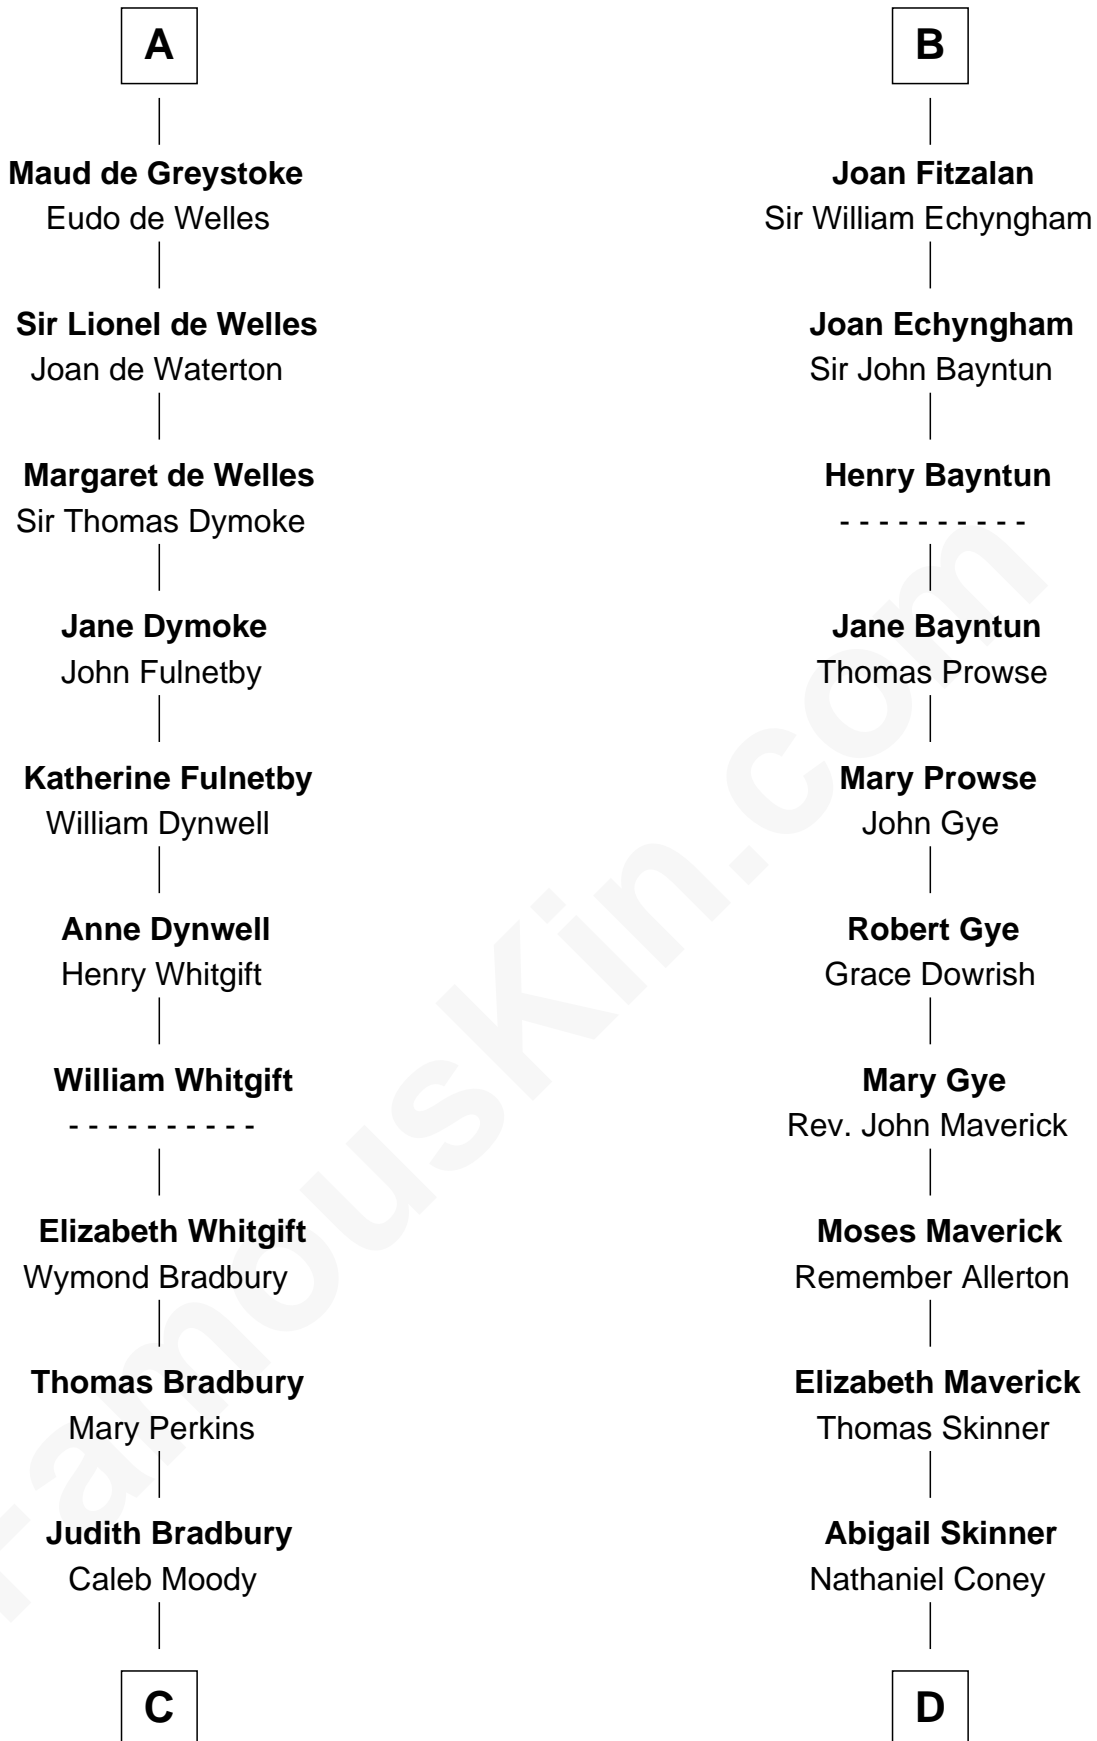 A
Maud de Greystoke
Eudo de Welles
Sir Lionel de Welles
Joan de Waterton
Margaret de Welles
Sir Thomas Dymoke
Jane Dymoke
John Fulnetby
Katherine Fulnetby
William Dynwell
Anne Dynwell
Henry Whitgift
William Whitgift
- - - - - - - - - -
Elizabeth Whitgift
Wymond Bradbury
Thomas Bradbury
Mary Perkins
Judith Bradbury
Caleb Moody
C
B
Joan Fitzalan
Sir William Echyngham
Joan Echyngham
Sir John Bayntun
Henry Bayntun
- - - - - - - - - -
Jane Bayntun
Thomas Prowse
Mary Prowse
John Gye
Robert Gye
Grace Dowrish
Mary Gye
Rev. John Maverick
Moses Maverick
Remember Allerton
Elizabeth Maverick
Thomas Skinner
Abigail Skinner
Nathaniel Coney
D
FamousKin.com